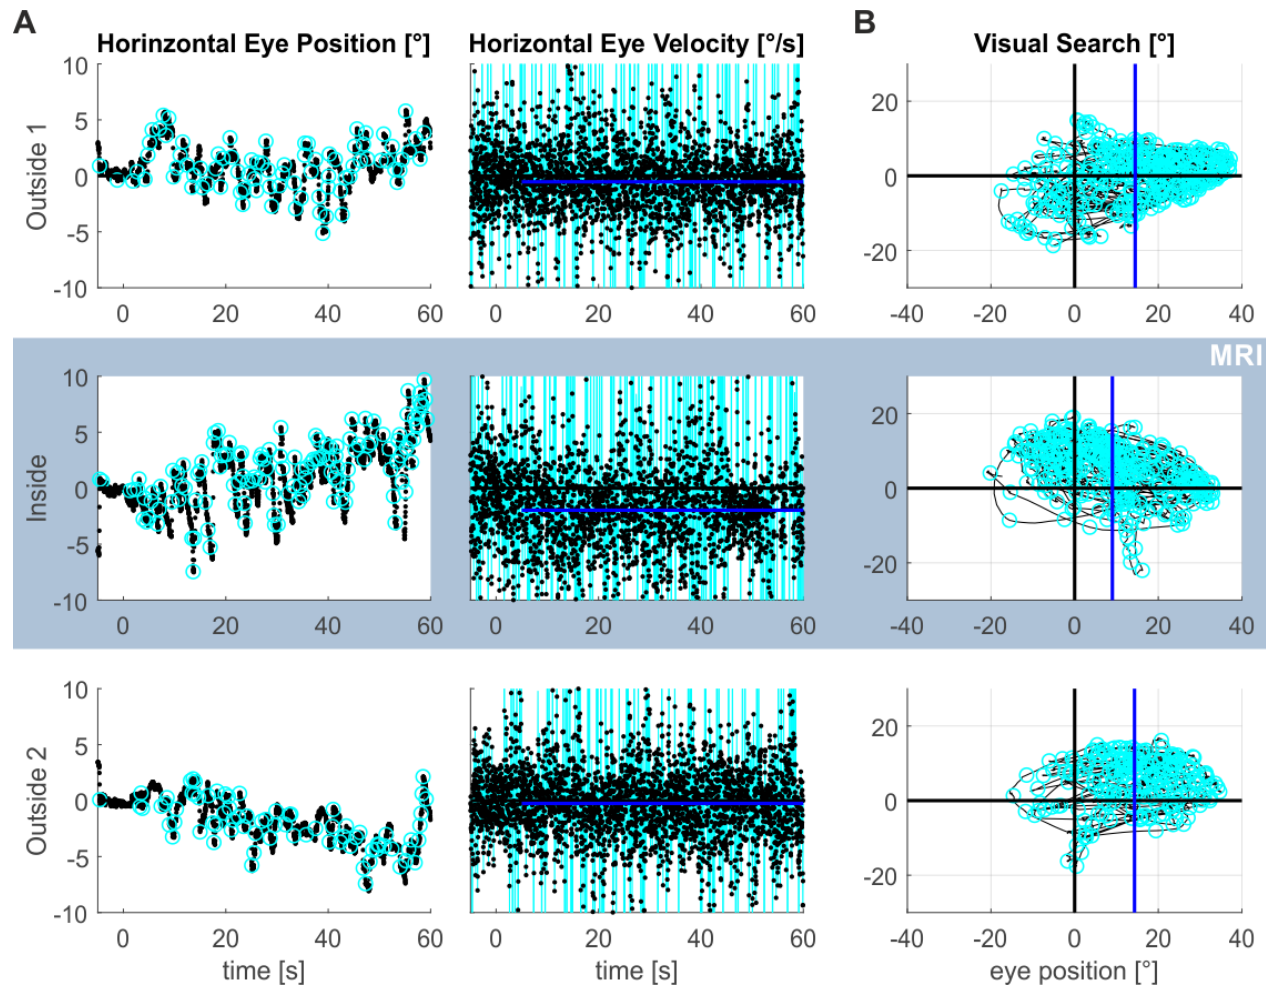 A
B
Horinzontal Eye Position [°]
Horizontal Eye Velocity [°/s]
Visual Search [°]
Outside 1
10
5
0
-5
-10
0 20 40 60
0 20 40 60
20
0
-20
-40 -20 0 20 40
MRI
Inside
10
5
0
-5
-10
0 20 40 60
0 20 40 60
20
0
-20
-40 -20 0 20 40
Outside 2
10
5
0
-5
-10
0 20 40 60
0 20 40 60
20
0
-20
-40 -20 0 20 40
time [s]
time [s]
eye position [°]